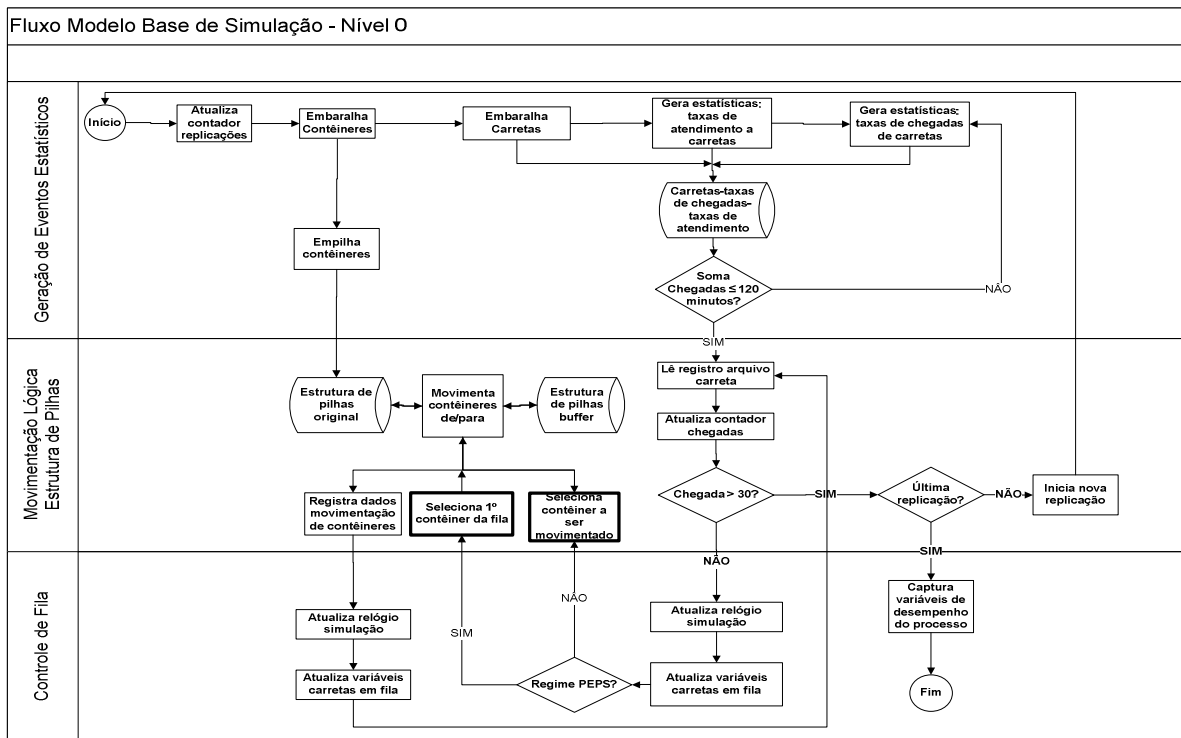 Fluxo Modelo Base de Simulação - Nível 0
Geração de Eventos Estatísticos
Início
Atualiza
contador
replicações
Embaralha
Contêineres
Embaralha
Carretas
Gera estatísticas:
taxas de
atendimento a
carretas
Gera estatísticas:
taxas de chegadas
de carretas
Carretas-taxas
de chegadas-
taxas de
atendimento
Empilha
contêineres
Soma
Chegadas ≤ 120
minutos?
NÃO
SIM
Movimentação Lógica
Estrutura de Pilhas
Estrutura de
pilhas
original
Movimenta
contêineres
de/para
Estrutura
de pilhas
buffer
Lê registro arquivo
carreta
Atualiza contador
chegadas
Registra dados
movimentação
de contêineres
Seleciona 1º
contêiner da fila
Seleciona
contêiner a
ser
movimentado
Chegada > 30?
SIM
Última
replicação?
NÃO
Inicia nova
replicação
SIM
NÃO
Controle de Fila
Atualiza relógio
simulação
Atualiza variáveis
carretas em fila
SIM
NÃO
Regime PEPS?
Atualiza relógio
simulação
Atualiza variáveis
carretas em fila
Captura
variáveis de
desempenho
do processo
Fim